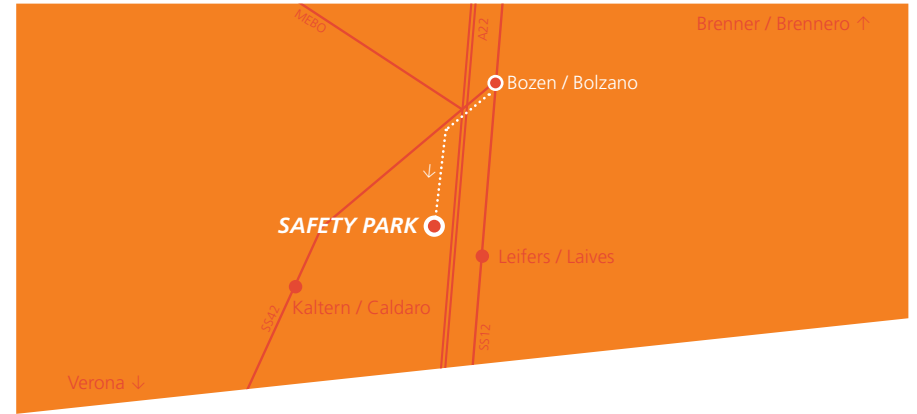 MEBO
A22
Brenner / Brennero ↑
Bozen / Bolzano
↓
SAFETY PARK
Leifers / Laives
Kaltern / Caldaro
SS42
SS12
Verona ↓